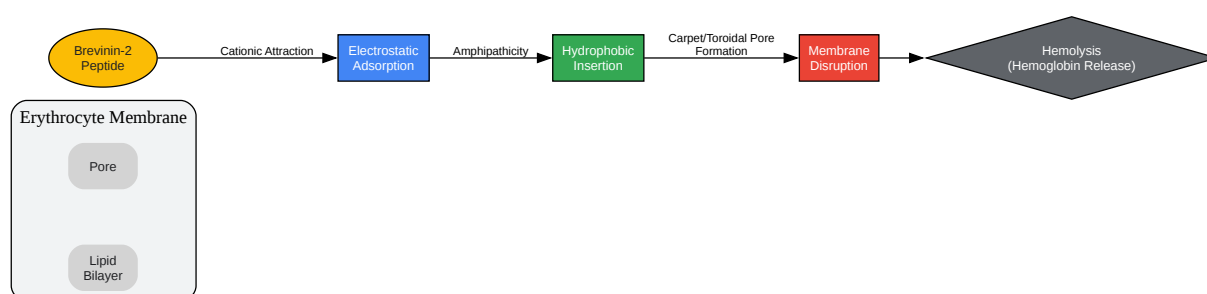 Brevinin-2
Peptide
Cationic Attraction
Electrostatic
Adsorption
Amphipathicity
Hydrophobic
Insertion
Carpet/Toroidal Pore
Formation
Membrane
Disruption
Hemolysis
(Hemoglobin Release)
Erythrocyte Membrane
Pore
Lipid
Bilayer